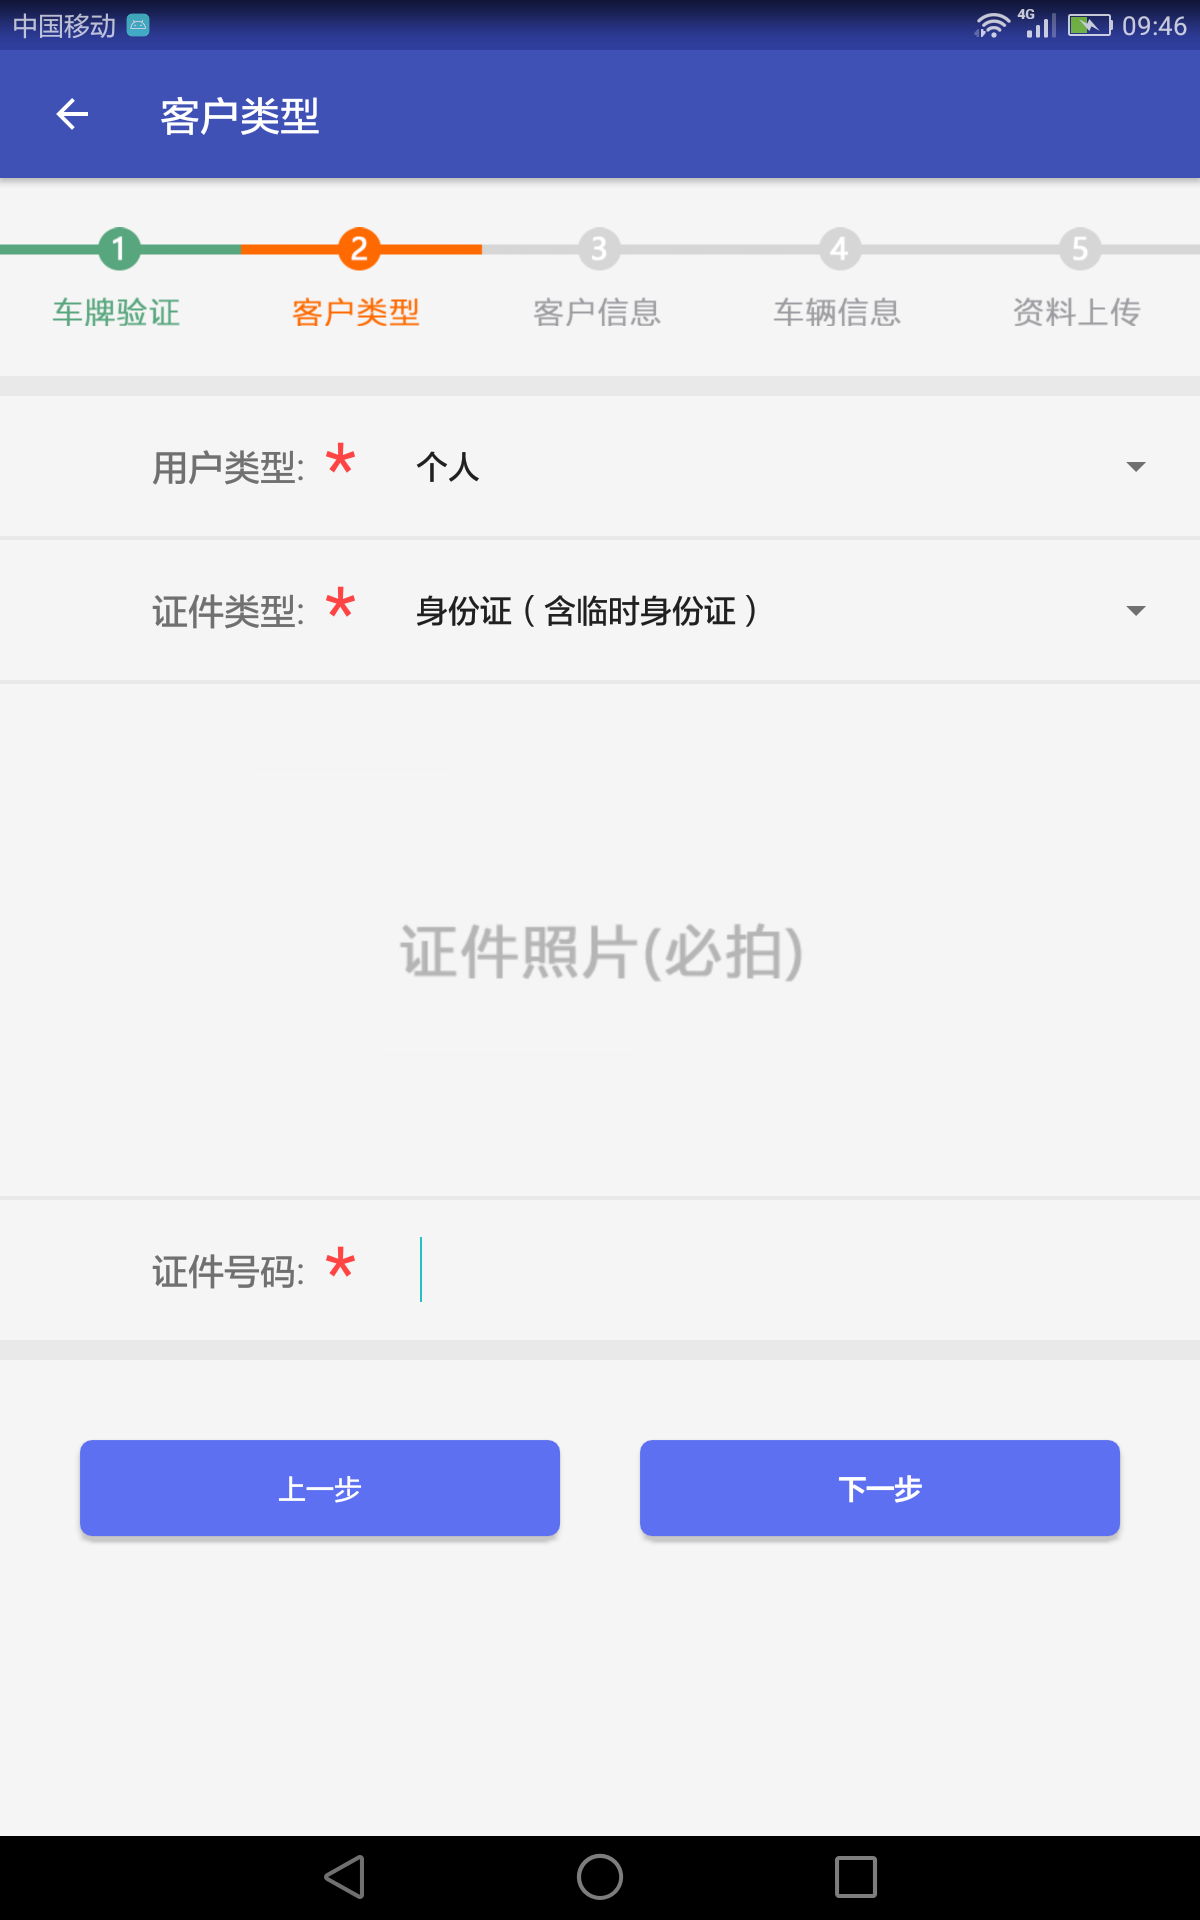 中国移动 4G 09:46
客户类型
1 2 3 4 5
车牌验证 客户类型 客户信息 车辆信息 资料上传
用户类型: * 个人
证件类型: * 身份证（含临时身份证）
证件照片(必拍)
证件号码: *
上一步 下一步